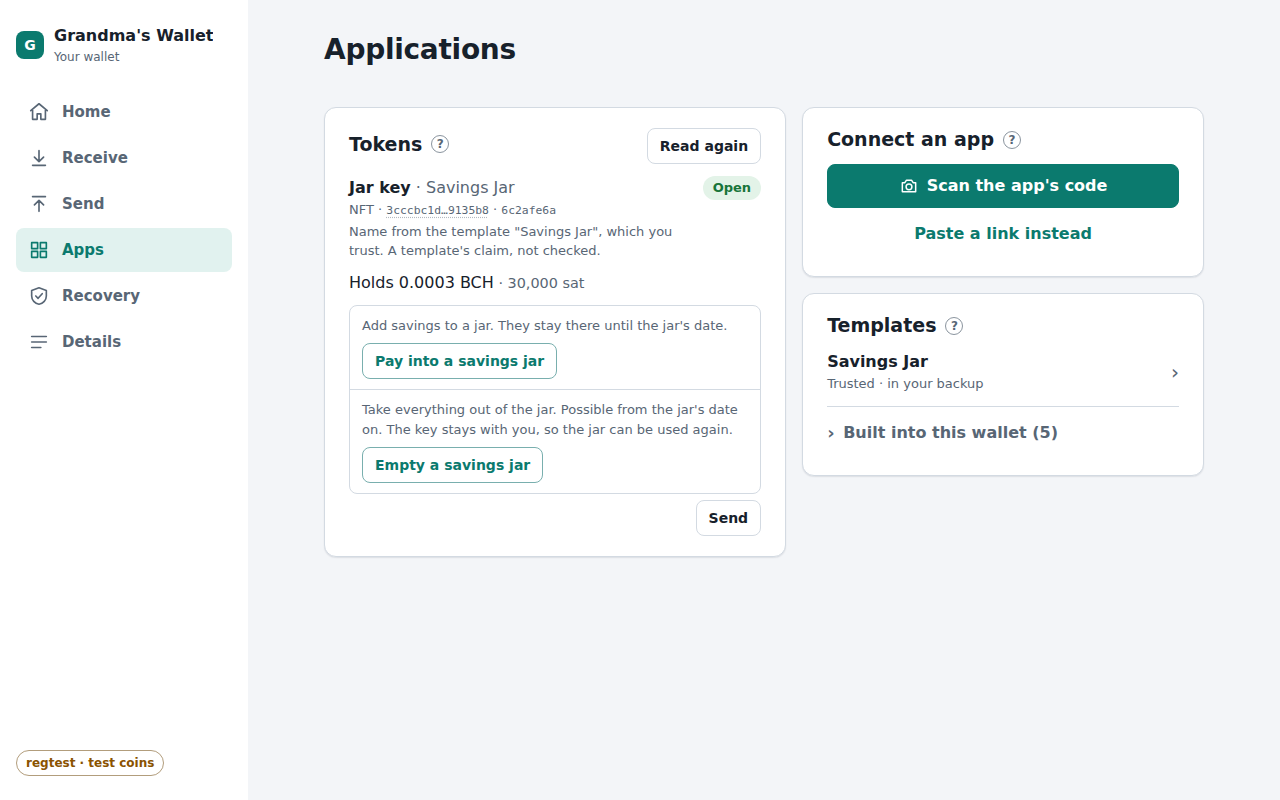 G
Grandma's Wallet
Your wallet
Home
Receive
Send
Apps
Recovery
Details
regtest · test coins
Applications
Tokens ?
Read again
Jar key · Savings Jar
Open
NFT · 3cccbc1d…9135b8 · 6c2afe6a
Name from the template "Savings Jar", which you
trust. A template's claim, not checked.
Holds 0.0003 BCH · 30,000 sat
Add savings to a jar. They stay there until the jar's date.
Pay into a savings jar
Take everything out of the jar. Possible from the jar's date
on. The key stays with you, so the jar can be used again.
Empty a savings jar
Send
Connect an app ?
Scan the app's code
Paste a link instead
Templates ?
Savings Jar
Trusted · in your backup
›
› Built into this wallet (5)